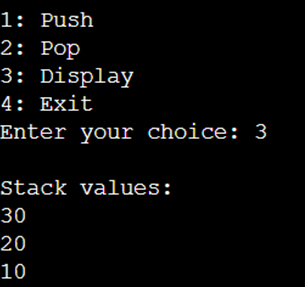 1: Push
2: Pop
3: Display
4: Exit
Enter your choice: 3
Stack values:
30
20
10